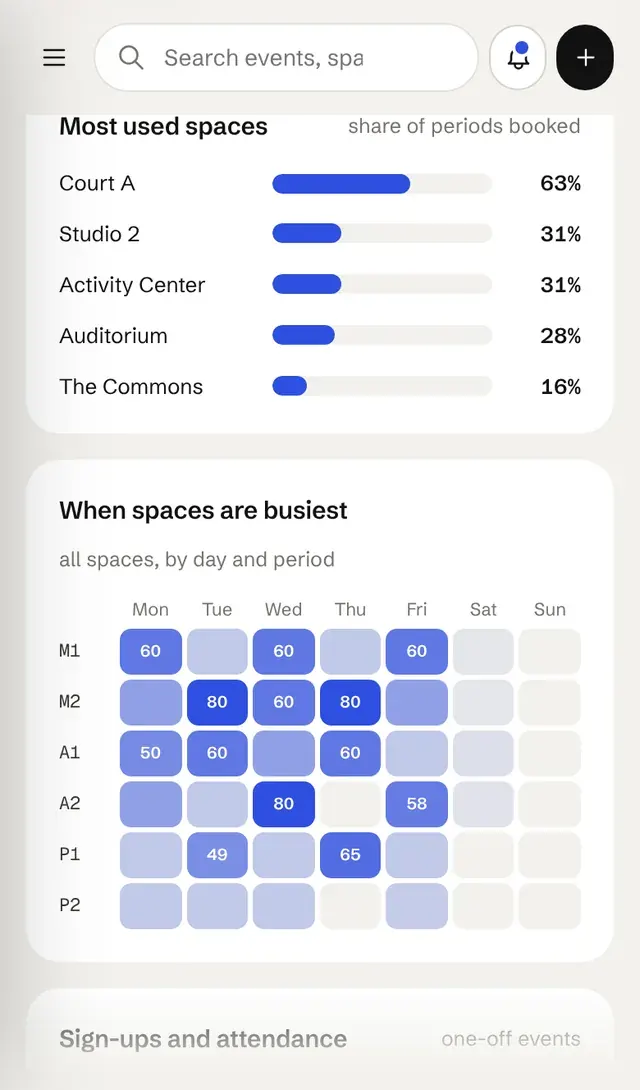 Search events, spa
Most used spaces share of periods booked
Court A 63%
Studio 2 31%
Activity Center 31%
Auditorium 28%
The Commons 16%
When spaces are busiest
all spaces, by day and period
Mon Tue Wed Thu Fri Sat Sun
M1 60 60 60
M2 80 60 80
A1 50 60 60
A2 80 58
P1 49 65
P2
Sign-ups and attendance one-off events